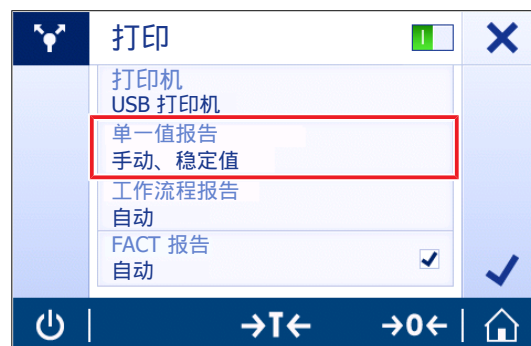 打印
打印机
USB 打印机
单一值报告
手动、稳定值
工作流程报告
自动
FACT 报告
自动
→T← →0←